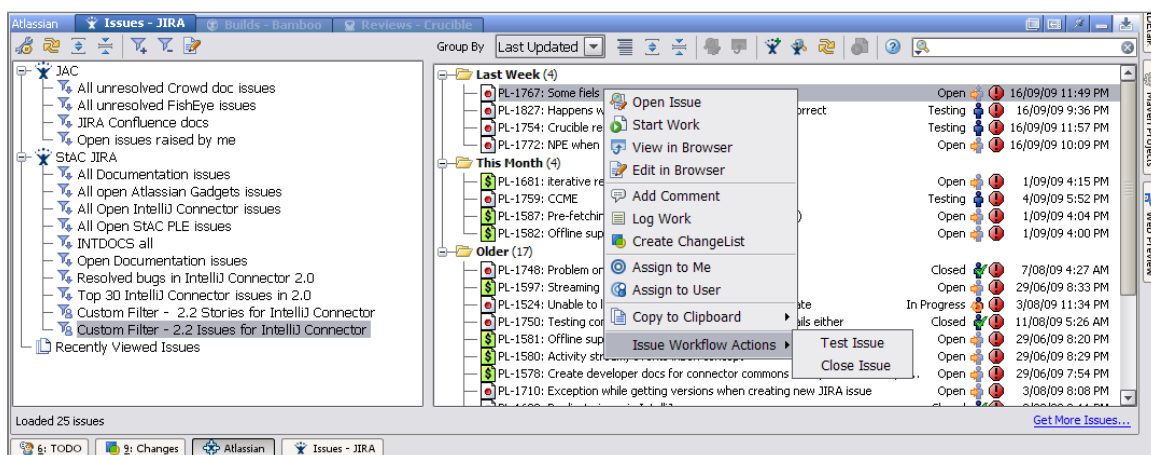 Atlassian Issues - JIRA Builds - Bamboo Reviews - Crucible
Group By Last Updated
JAC
All unresolved Crowd doc issues
All unresolved FishEye issues
JIRA Confluence docs
Open issues raised by me
StAC JIRA
All Documentation issues
All open Atlassian Gadgets issues
All Open IntelliJ Connector issues
All Open StAC PLE issues
INTDOCS all
Open Documentation issues
Resolved bugs in IntelliJ Connector 2.0
Top 30 IntelliJ Connector issues in 2.0
Custom Filter - 2.2 Stories for IntelliJ Connector
Custom Filter - 2.2 Issues for IntelliJ Connector
Recently Viewed Issues
Last Week (4)
PL-1767: Some fiels Open 16/09/09 11:49 PM
PL-1827: Happens w orrect Testing 16/09/09 9:36 PM
PL-1754: Crucible re Testing 16/09/09 11:57 PM
PL-1772: NPE when Open 16/09/09 10:09 PM
This Month (4)
PL-1681: iterative re Open 1/09/09 4:15 PM
PL-1759: CCME Testing 4/09/09 5:52 PM
PL-1587: Pre-fetchin ) Open 1/09/09 4:04 PM
PL-1582: Offline sup Open 1/09/09 4:00 PM
Older (17)
PL-1748: Problem or Closed 7/08/09 4:27 AM
PL-1597: Streaming Open 29/06/09 8:33 PM
PL-1524: Unable to l ate In Progress 3/08/09 11:34 PM
PL-1750: Testing cor ails either Closed 11/08/09 5:26 AM
PL-1581: Offline sup Open 29/06/09 8:20 PM
PL-1580: Activity stream/events inbox concept Open 29/06/09 8:29 PM
PL-1578: Create developer docs for connector commons Open 29/06/09 7:54 PM
PL-1710: Exception while getting versions when creating new JIRA issue Open 3/08/09 8:08 PM
Open Issue
Start Work
View in Browser
Edit in Browser
Add Comment
Log Work
Create ChangeList
Assign to Me
Assign to User
Copy to Clipboard
Issue Workflow Actions
Test Issue
Close Issue
Maven Projects
Web Preview
Loaded 25 issues Get More Issues...
6: TODO 9: Changes Atlassian Issues - JIRA